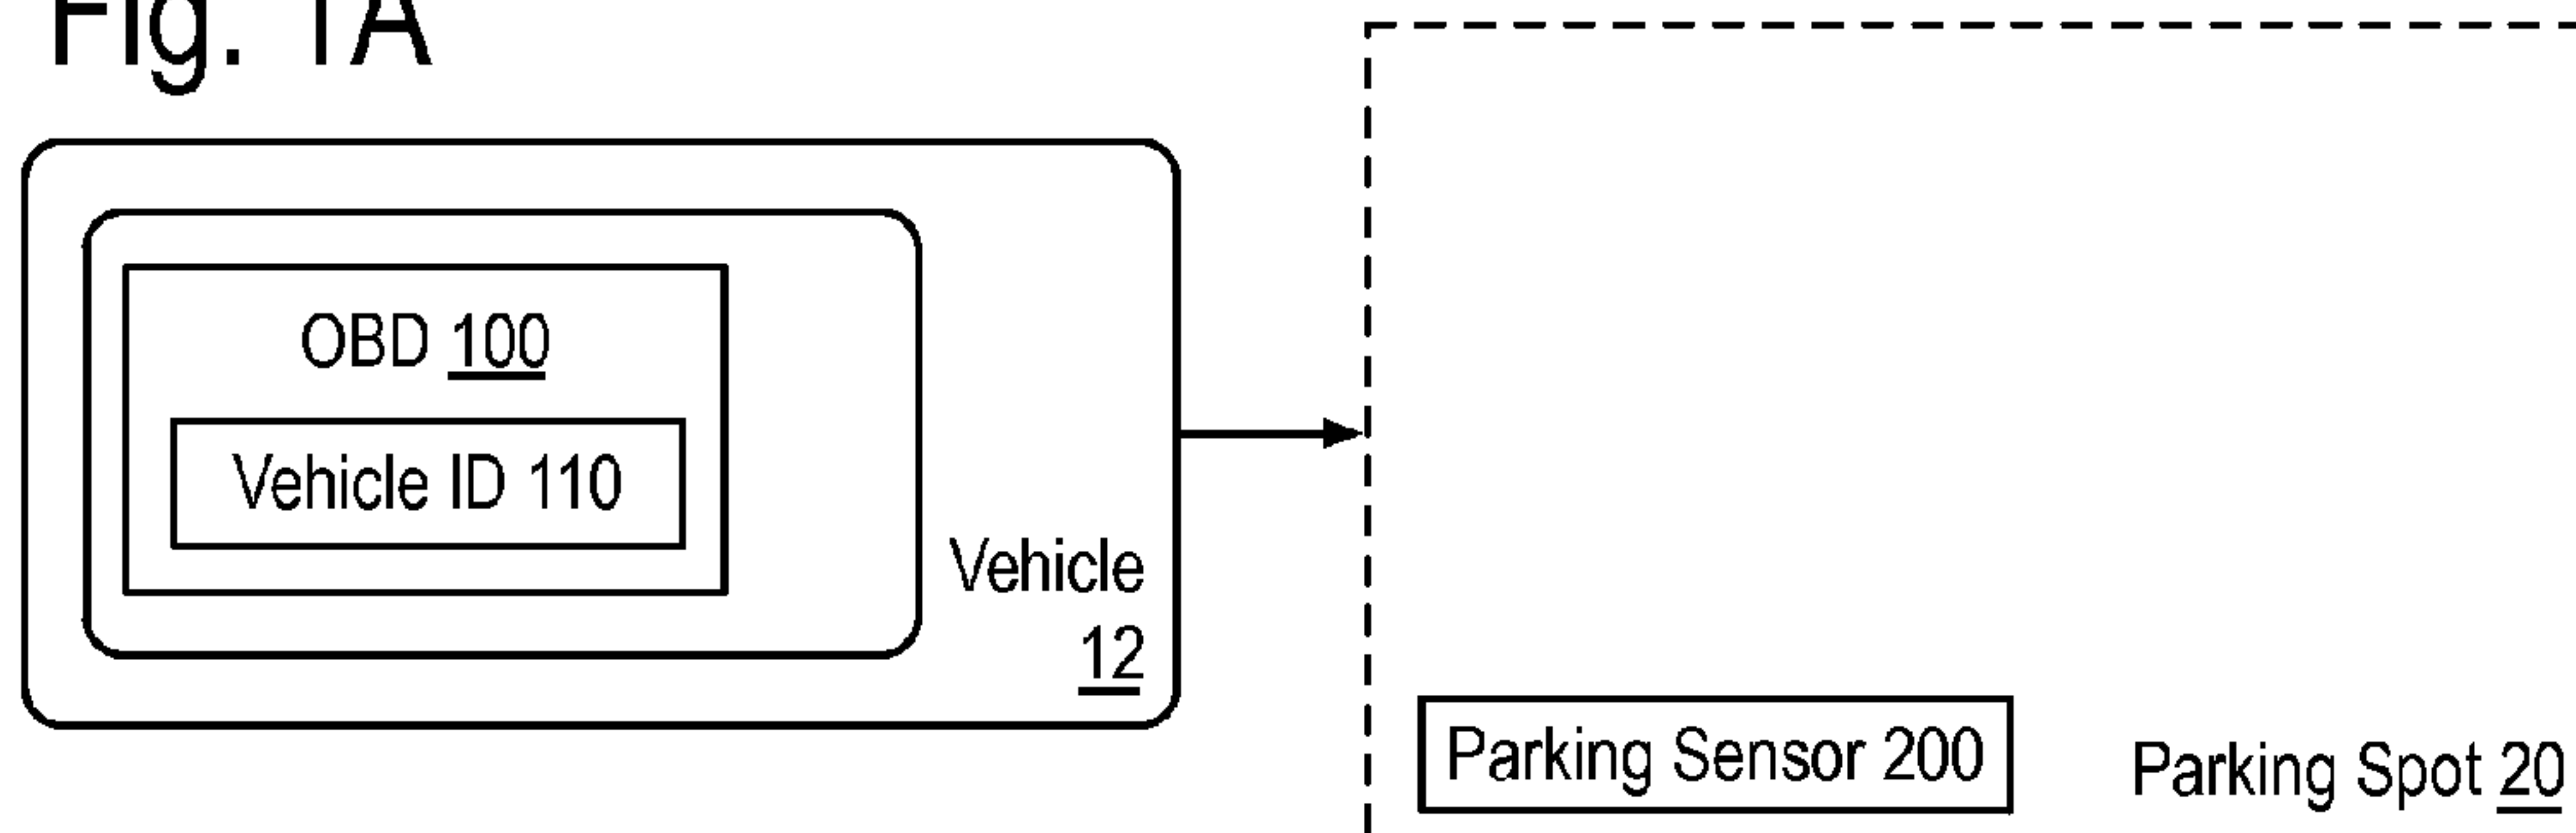 Fig. 1A
OBD 100
Vehicle ID 110
Vehicle
12
Parking Sensor 200
Parking Spot 20